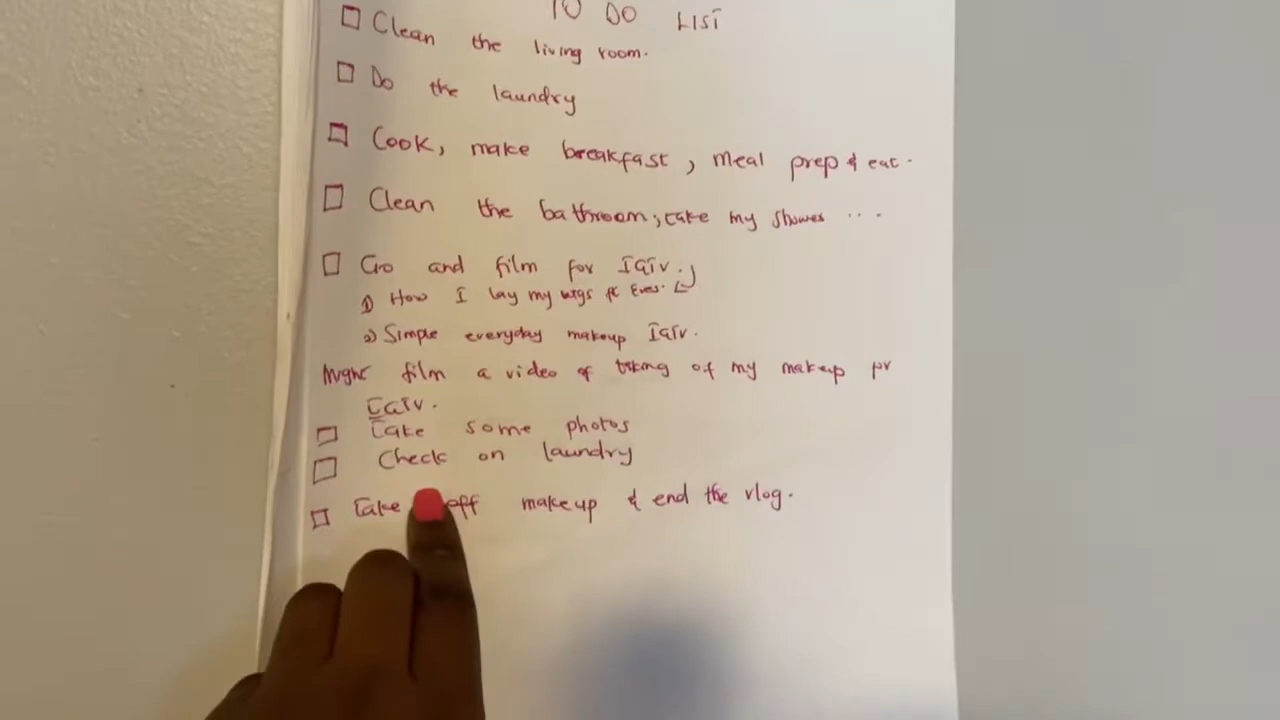 TO DO LIST
Clean the living room.
Do the laundry
Cook, make breakfast, meal prep & eat.
Clean the bathroom, take my shower ...
Go and film for IGTV.
1) How I lay my wigs
2) Simple everyday makeup IGTV.
film a video of taking of my makeup
IGTV.
Take some photos
Check on laundry
Take off makeup & end the vlog.